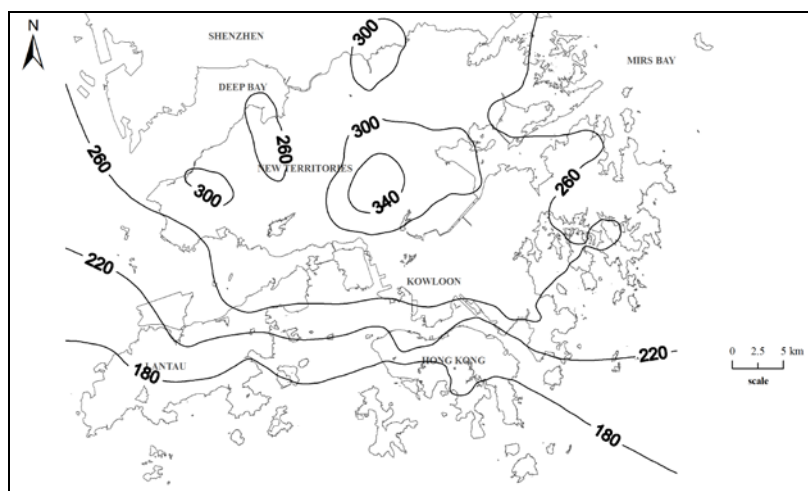 N
SHENZHEN
300
MIRS BAY
DEEP BAY
300
260
260
NEW TERRITORIES
260
300
340
220
KOWLOON
LANTAU
180
HONG KONG
220
0 2.5 5 km
scale
180